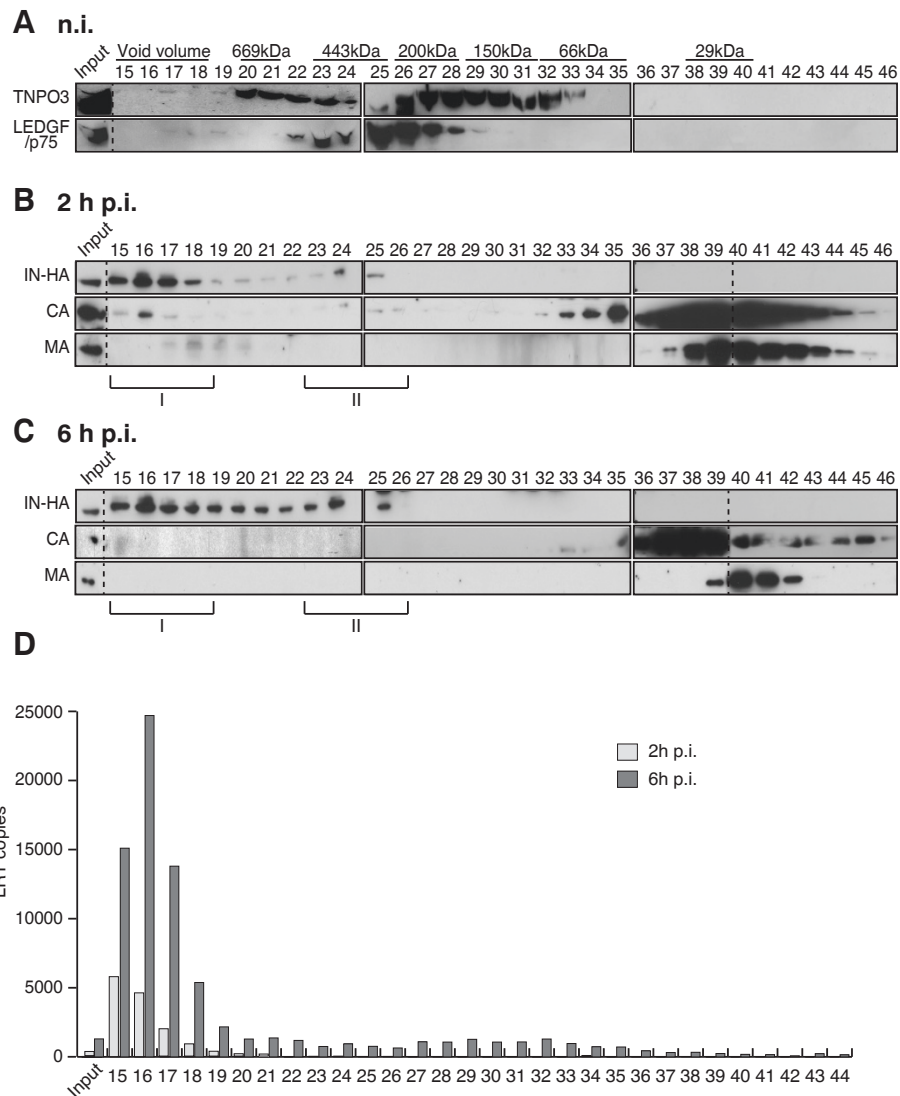 A n.i.
Input Void volume 669kDa 443kDa 200kDa 150kDa 66kDa 29kDa
15 16 17 18 19 20 21 22 23 24 25 26 27 28 29 30 31 32 33 34 35 36 37 38 39 40 41 42 43 44 45 46
TNPO3
LEDGF
/p75
B 2 h p.i.
Input 15 16 17 18 19 20 21 22 23 24 25 26 27 28 29 30 31 32 33 34 35 36 37 38 39 40 41 42 43 44 45 46
IN-HA
CA
MA
I II
C 6 h p.i.
Input 15 16 17 18 19 20 21 22 23 24 25 26 27 28 29 30 31 32 33 34 35 36 37 38 39 40 41 42 43 44 45 46
IN-HA
CA
MA
I II
D
25000
20000
15000
10000
5000
0
copies
2h p.i.
6h p.i.
Input 15 16 17 18 19 20 21 22 23 24 25 26 27 28 29 30 31 32 33 34 35 36 37 38 39 40 41 42 43 44